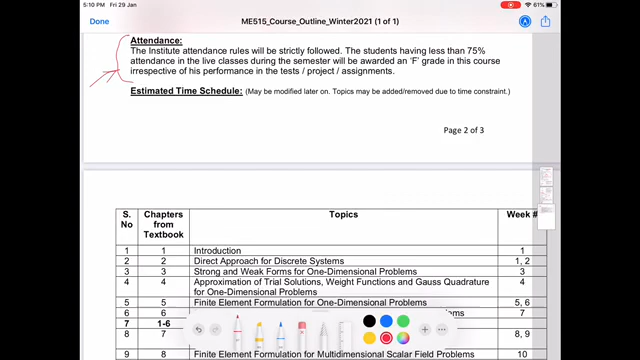 5:10 PM Fri 29 Jan
Done
ME515_Course_Outline_Winter2021 (1 of 1)
Attendance:
The Institute attendance rules will be strictly followed. The students having less than 75%
attendance in the live classes during the semester will be awarded an 'F' grade in this course
irrespective of his performance in the tests / project / assignments.
Estimated Time Schedule: (May be modified later on. Topics may be added/removed due to time constraint.)
Page 2 of 3
S. No Chapters from Textbook Topics Week #
1 1 Introduction 1
2 2 Direct Approach for Discrete Systems 1, 2
3 3 Strong and Weak Forms for One-Dimensional Problems 3
4 4 Approximation of Trial Solutions, Weight Functions and Gauss Quadrature 4
for One-Dimensional Problems
5 5 Finite Element Formulation for One-Dimensional Problems 5, 6
6 6 7
7 1-6
8 7 8, 9
9 8 Finite Element Formulation for Multidimensional Scalar Field Problems 10